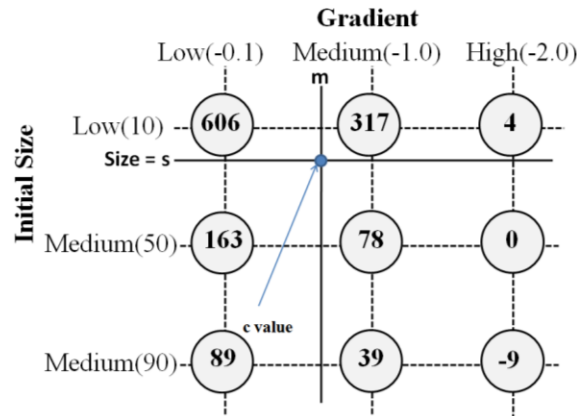 Gradient
Low(-0.1) Medium(-1.0) High(-2.0)
m
Initial Size
Low(10) 606 317 4
Size = s
Medium(50) 163 78 0
c value
Medium(90) 89 39 -9